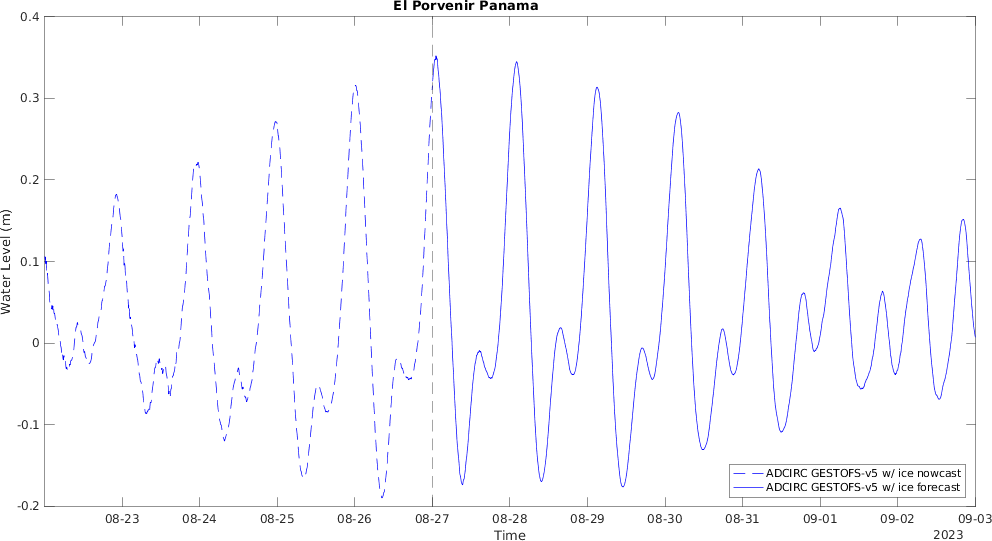 El Porvenir Panama
0.4
0.3
0.2
0.1
0
-0.1
-0.2
Water Level (m)
ADCIRC GESTOFS-v5 w/ ice nowcast
ADCIRC GESTOFS-v5 w/ ice forecast
08-23 08-24 08-25 08-26 08-27 08-28 08-29 08-30 08-31 09-01 09-02 09-03
Time
2023